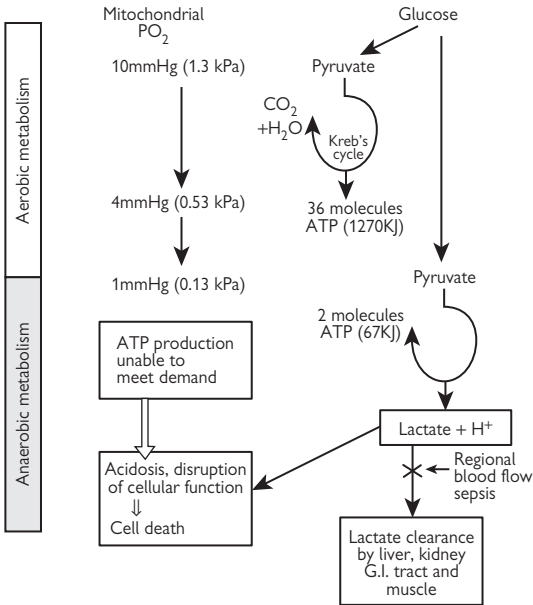 Mitochondrial
PO2
10mmHg (1.3 kPa)
4mmHg (0.53 kPa)
1mmHg (0.13 kPa)
ATP production
unable to
meet demand
Acidosis, disruption
of cellular function
⇓
Cell death
Aerobic metabolism
Anaerobic metabolism
Glucose
Pyruvate
CO2
+H2O
Kreb's
cycle
36 molecules
ATP (1270KJ)
Pyruvate
2 molecules
ATP (67KJ)
Lactate + H+
Regional
blood flow
sepsis
Lactate clearance
by liver, kidney
G.I. tract and
muscle